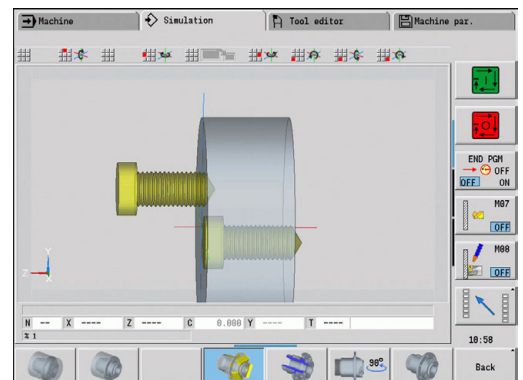 Machine
Simulation
Tool editor
Machine par.
END PGM
OFF
OFF ON
M07
OFF
M08
OFF
Y
Z
X
N -- X ---- Z ---- C 0.000 Y ---- T ----
% 1
10:58
90°
Back